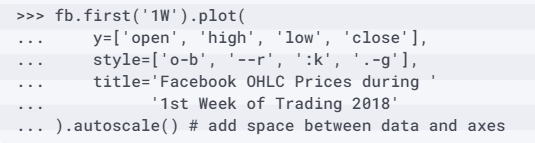 >>> fb.first('1W').plot(
...     y=['open', 'high', 'low', 'close'],
...     style=['o-b', '--r', ':k', '.-g'],
...     title='Facebook OHLC Prices during '
...           '1st Week of Trading 2018'
... ).autoscale() # add space between data and axes